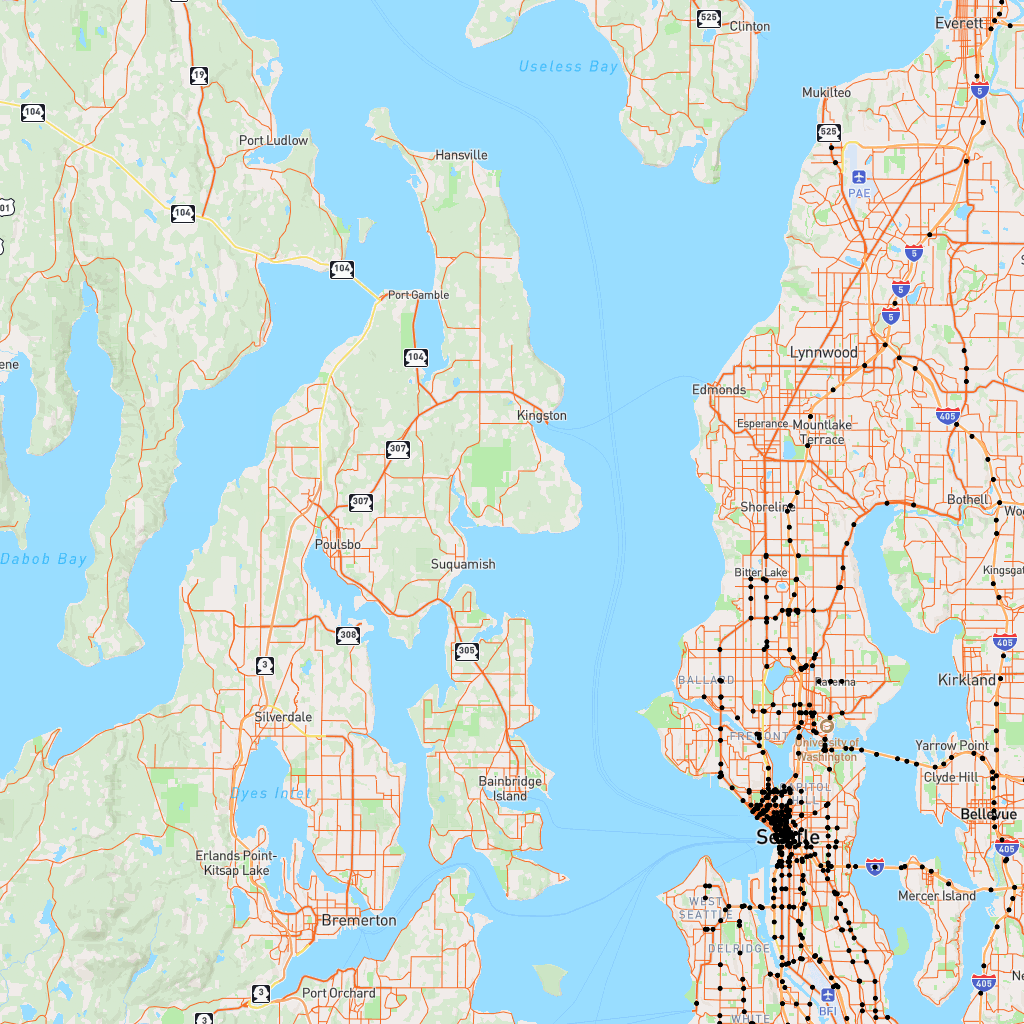 525
Clinton
Everett
Useless Bay
19
5
Mukilteo
104
525
Port Ludlow
Hansville
PAE
101
104
5
104
Port Gamble
5
5
104
Lynnwood
Edmonds
405
Kingston
Esperance
Mountlake
Terrace
307
Bothell
307
Shoreline
Poulsbo
Dabob Bay
Suquamish
Bitter Lake
308
305
405
3
BALLARD
Ravenna
Kirkland
Silverdale
FREMONT
University of
Washington
Yarrow Point
Clyde Hill
Bainbridge
Island
Dyes Inlet
Bellevue
Seattle
405
Erlands Point-
Kitsap Lake
Mercer Island
WEST
SEATTLE
Bremerton
DELRIDGE
3
Port Orchard
BFI
405
3
WHITE